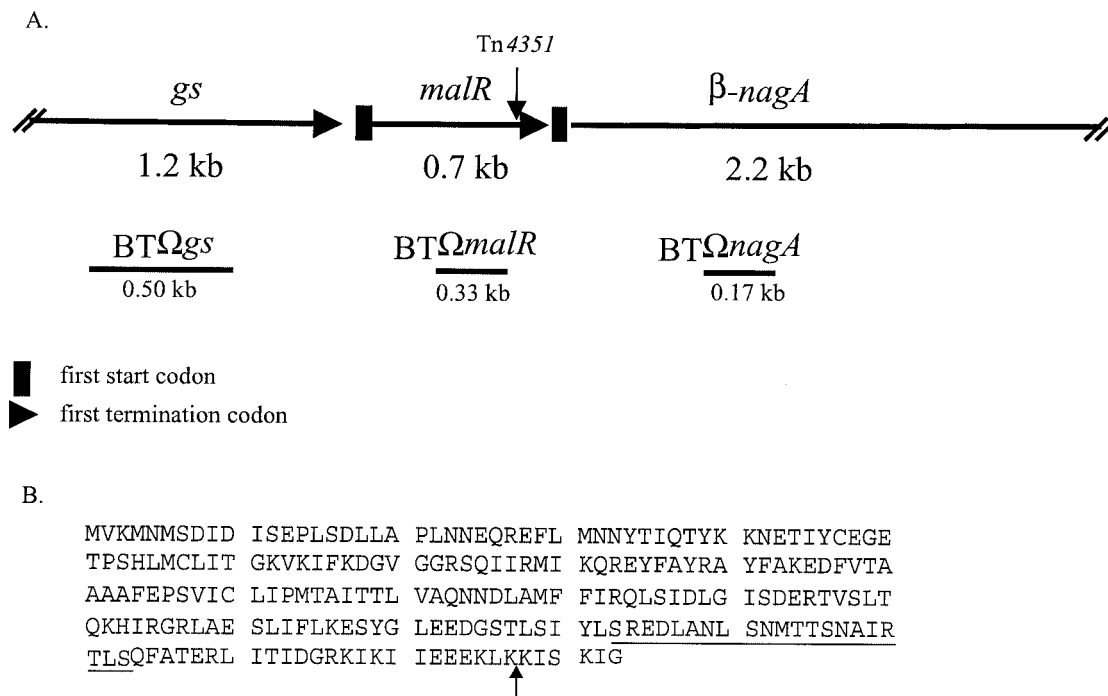 A.
Tn4351
gs malR β-nagA
1.2 kb 0.7 kb 2.2 kb
BTΩgs BTΩmalR BTΩnagA
0.50 kb 0.33 kb 0.17 kb
first start codon
first termination codon
B.
MVKMNMSDID ISEPLSDLLA PLNNEQREFL MNNYTIQTYK KNETIYCEGE
TPSHLMCLIT GKVKIFKDGV GGRSQIIRMI KQREYFAYRA YFAKEDFVTA
AAAFEPSVIC LIPMTAITTL VAQNNDLAMF FIRQLSIDLG ISDERTVSLT
QKHIRGRLAE SLIFLKESYG LEEDGSTLSI YLSREDLANL SNMTTSNAIR
TLSQFATERL ITIDGRKIKI IEEEKLKKIS KIG